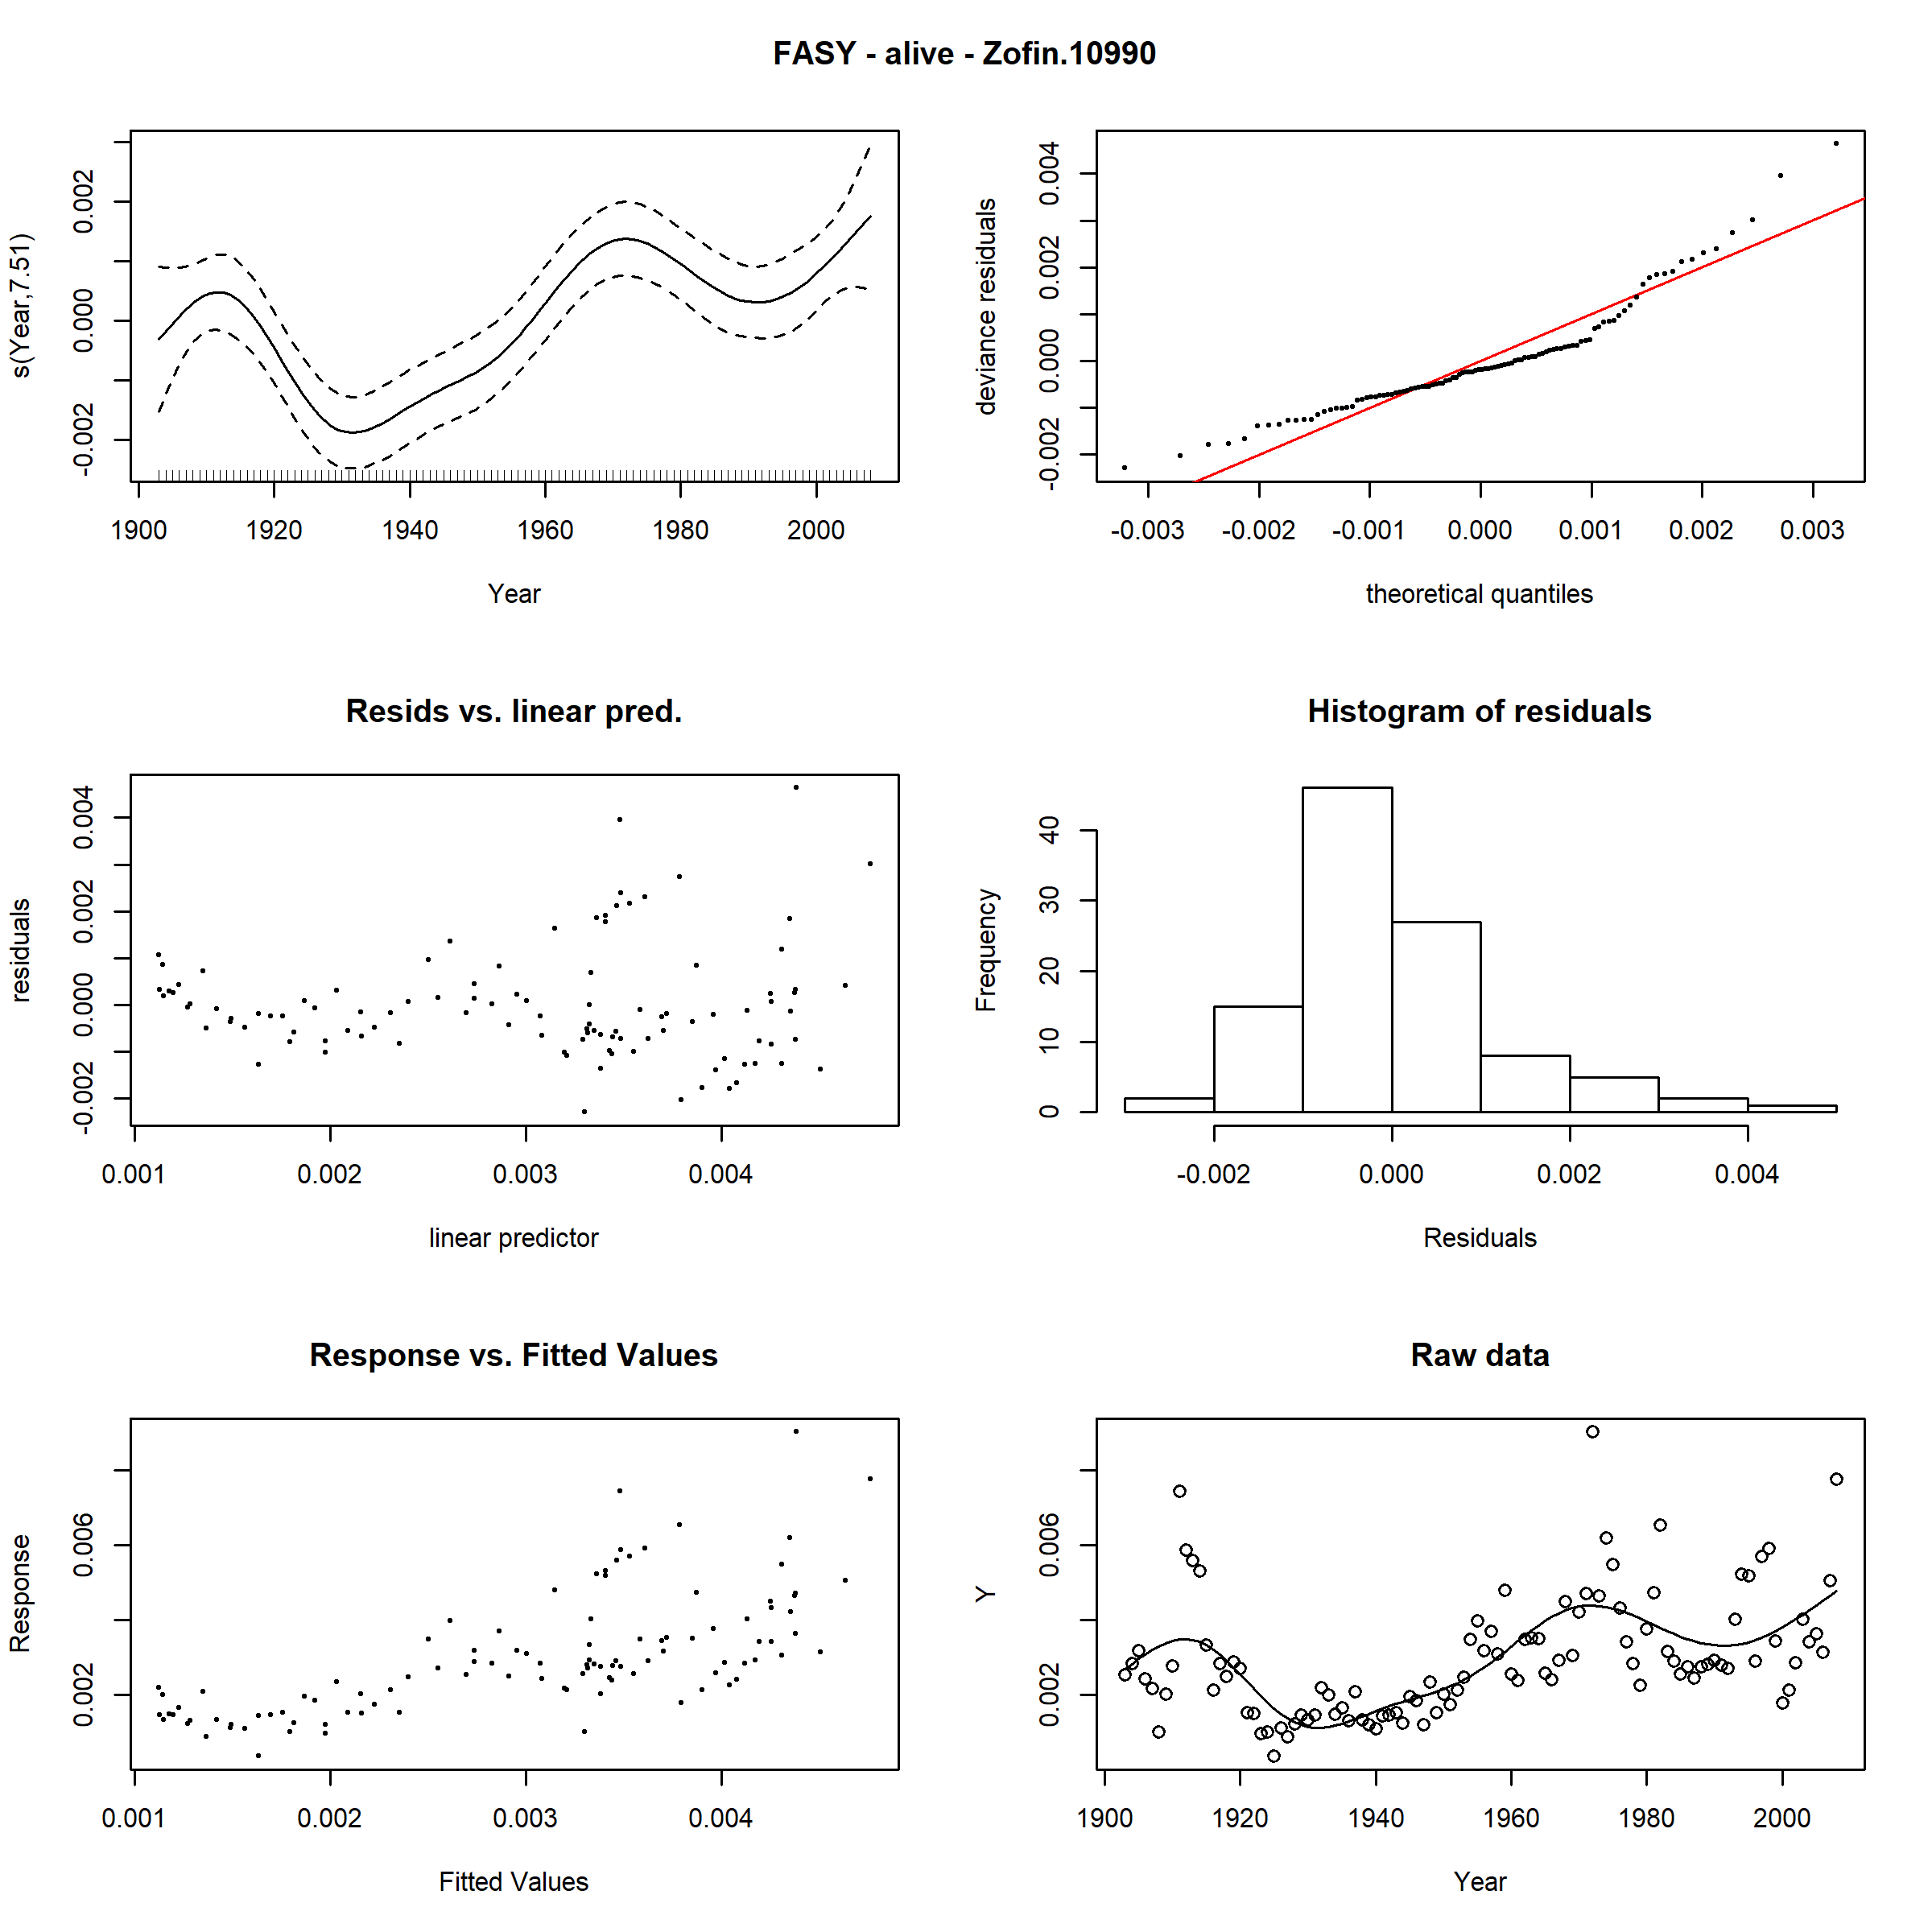 FASY - alive - Zofin.10990
s(Year,7.51)
-0.002 0.000 0.002
1900 1920 1940 1960 1980 2000
Year
deviance residuals
-0.002 0.000 0.002 0.004
-0.003 -0.002 -0.001 0.000 0.001 0.002 0.003
theoretical quantiles
Resids vs. linear pred.
residuals
-0.002 0.000 0.002 0.004
0.001 0.002 0.003 0.004
linear predictor
Histogram of residuals
Frequency
0 10 20 30 40
-0.002 0.000 0.002 0.004
Residuals
Response vs. Fitted Values
Response
0.002 0.006
0.001 0.002 0.003 0.004
Fitted Values
Raw data
Y
0.002 0.006
1900 1920 1940 1960 1980 2000
Year